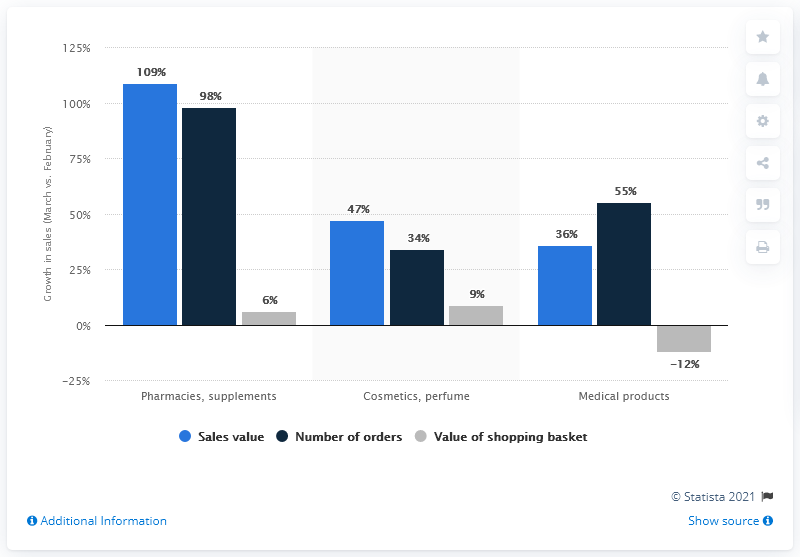 125%
109%
98%
100%
75%
55%
47%
50%
36%
34%
25%
9%
6%
0%
−12%
−25%
Growth in sales (March vs. February)
Pharmacies, supplements
Cosmetics, perfume
Medical products
Sales value
Number of orders
Value of shopping basket
© Statista 2021
Additional Information
Show source